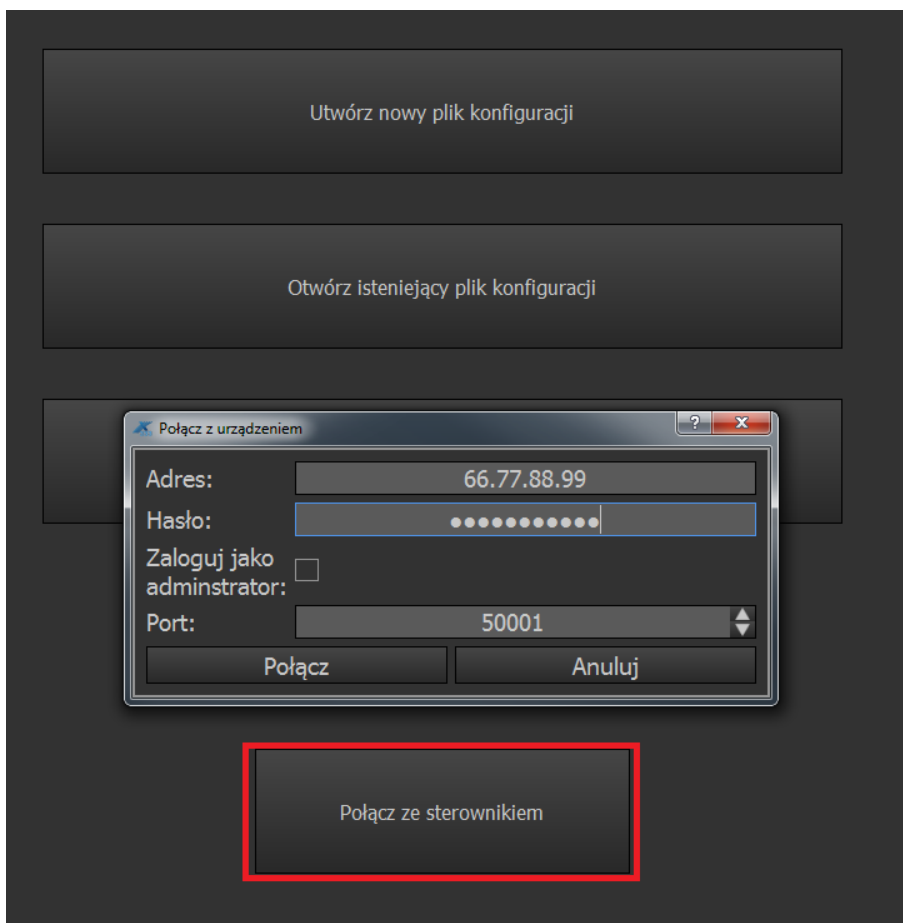 Utwórz nowy plik konfiguracji
Otwórz isteniejący plik konfiguracji
Połącz z urządzeniem
Adres:
66.77.88.99
Hasło:
●●●●●●●●●●●
Zaloguj jako
adminstrator:
Port:
50001
Połącz
Anuluj
Połącz ze sterownikiem